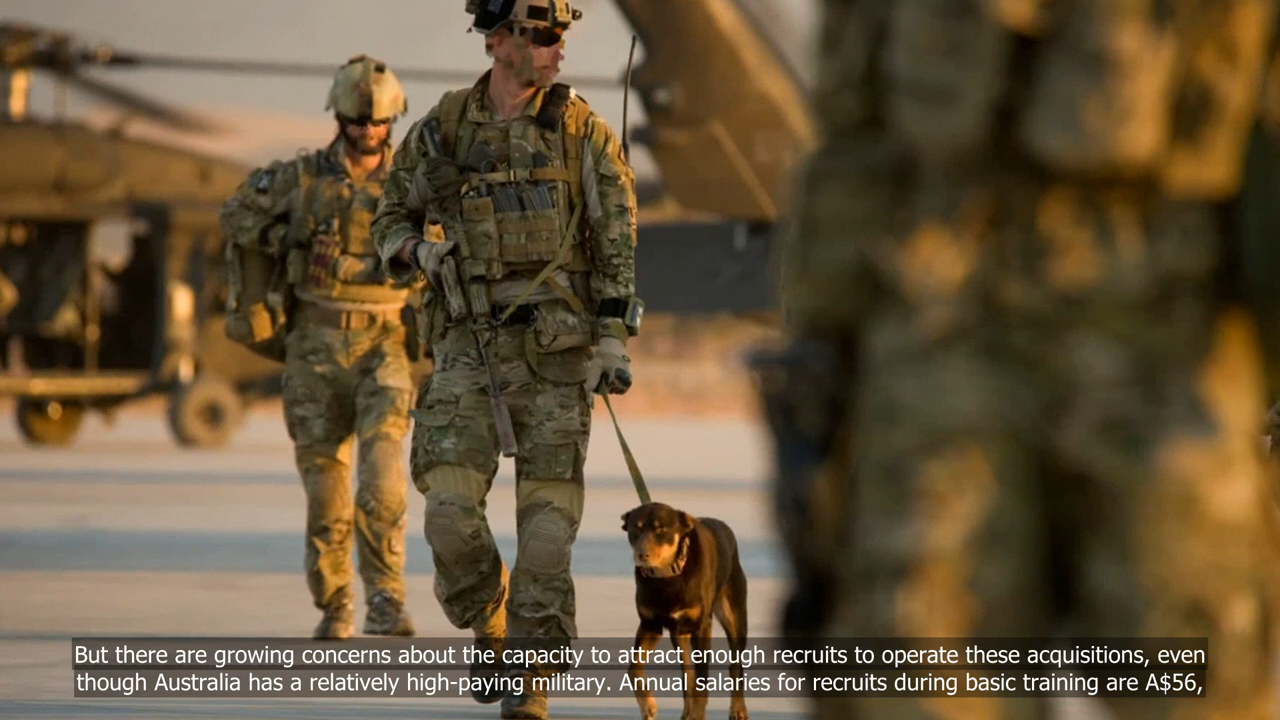 But there are growing concerns about the capacity to attract enough recruits to operate these acquisitions, even
though Australia has a relatively high-paying military. Annual salaries for recruits during basic training are A$56,